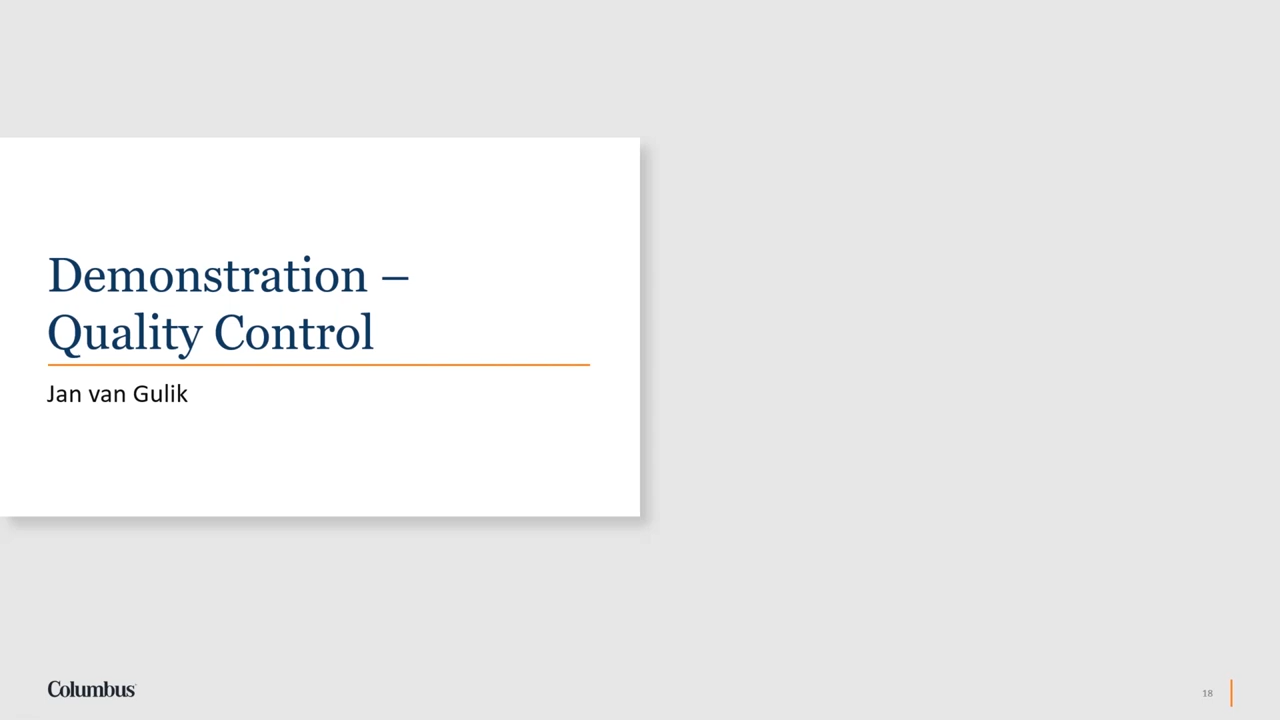 Demonstration –
Quality Control
Jan van Gulik
Columbus
18